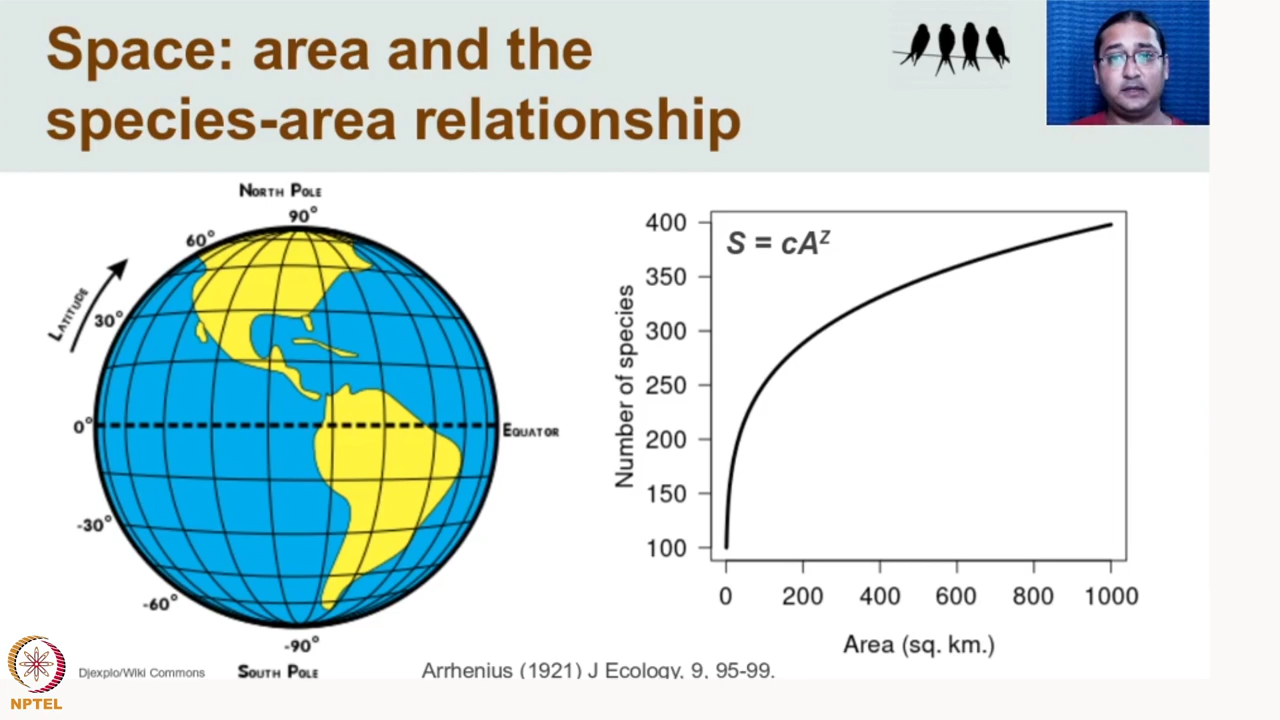 Space: area and the
species-area relationship
North Pole
90°
60°
Latitude
30°
0°
Equator
-30°
-60°
-90°
South Pole
Djexplo/Wiki Commons
S = cAᶻ
Number of species
400
350
300
250
200
150
100
0 200 400 600 800 1000
Area (sq. km.)
Arrhenius (1921) J Ecology, 9, 95-99.
NPTEL